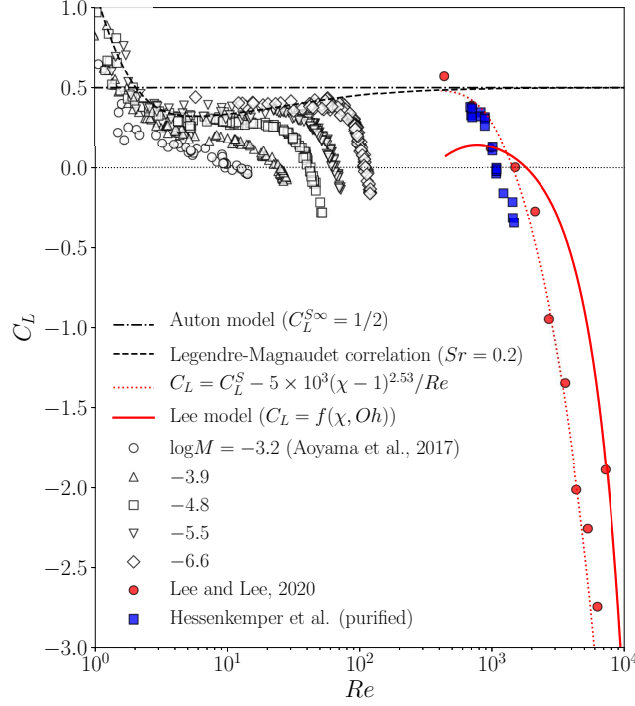 1.0
0.5
0.0
−0.5
−1.0
−1.5
−2.0
−2.5
−3.0
C_L
Auton model (C_L^{S∞} = 1/2)
Legendre-Magnaudet correlation (Sr = 0.2)
C_L = C_L^S − 5 × 10^3(χ − 1)^{2.53}/Re
Lee model (C_L = f(χ, Oh))
logM = −3.2 (Aoyama et al., 2017)
−3.9
−4.8
−5.5
−6.6
Lee and Lee, 2020
Hessenkemper et al. (purified)
10^0 10^1 10^2 10^3 10^4
Re